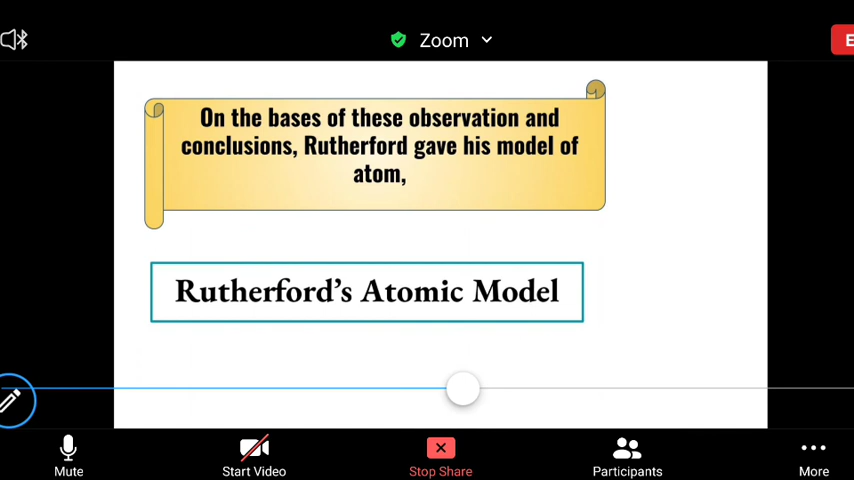 Zoom
E
On the bases of these observation and
conclusions, Rutherford gave his model of
atom,
Rutherford's Atomic Model
Mute
Start Video
Stop Share
Participants
More